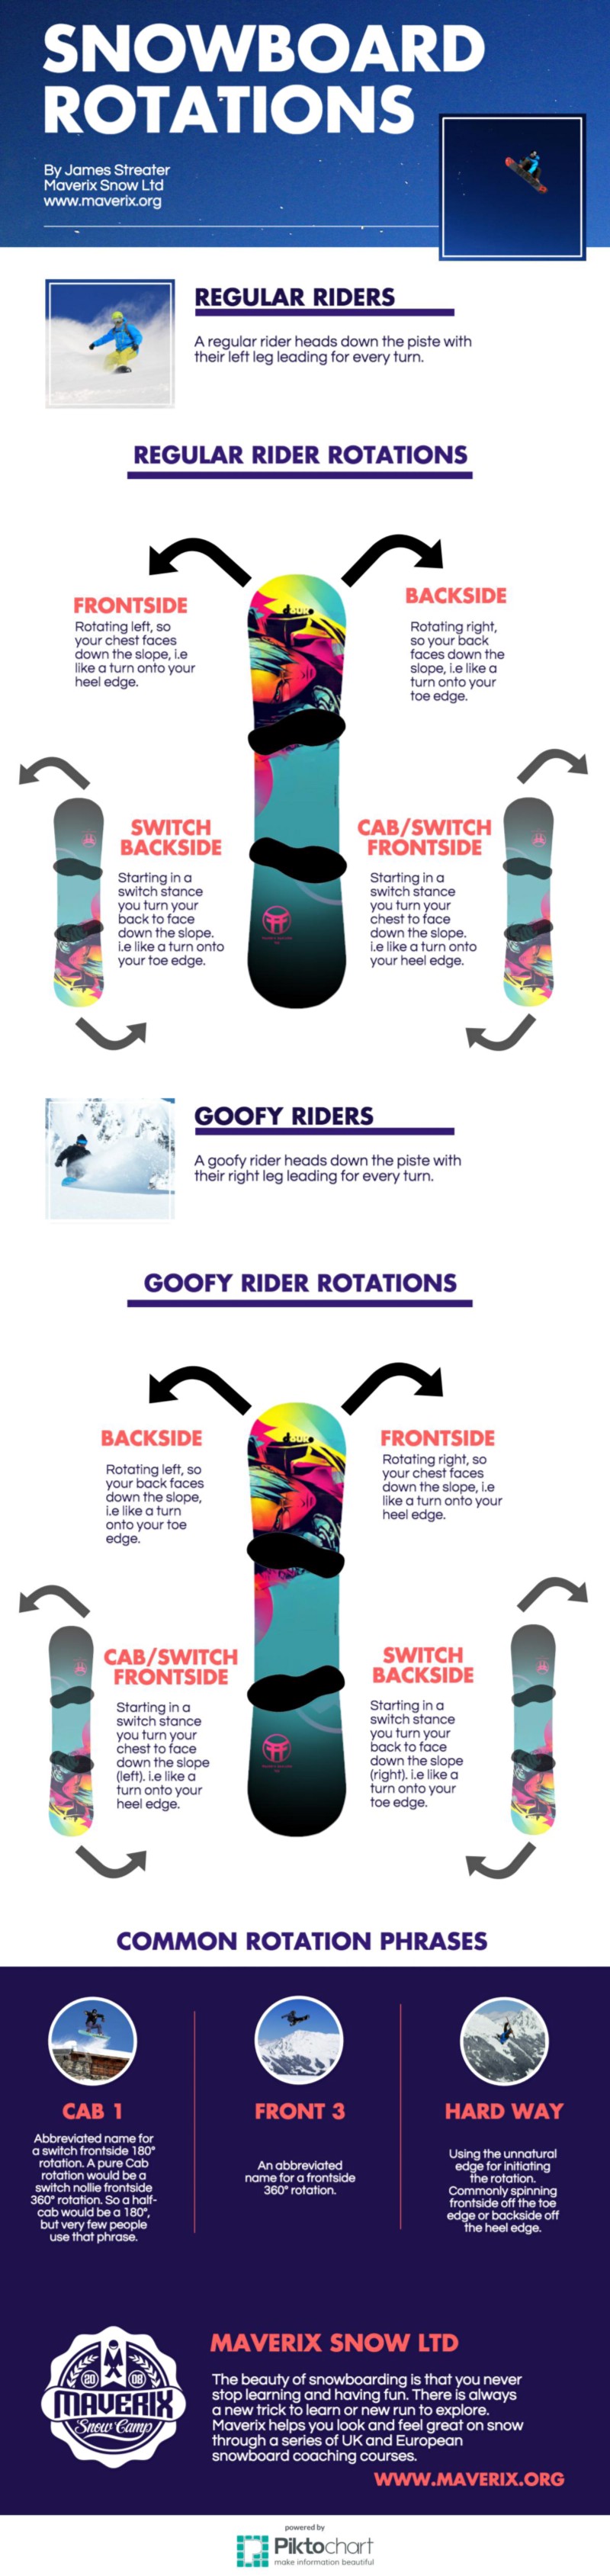 SNOWBOARD
ROTATIONS
By James Streater
Maverix Snow Ltd
www.maverix.org
REGULAR RIDERS
A regular rider heads down the piste with
their left leg leading for every turn.
REGULAR RIDER ROTATIONS
FRONTSIDE
Rotating left, so
your chest faces
down the slope, i.e
like a turn onto your
heel edge.
BACKSIDE
Rotating right,
so your back
faces down the
slope, i.e like a
turn onto your
toe edge.
SWITCH
BACKSIDE
Starting in a
switch stance
you turn your
back to face
down the slope.
i.e like a turn onto
your toe edge.
CAB/SWITCH
FRONTSIDE
Starting in a
switch stance
you turn your
chest to face
down the slope.
i.e like a turn onto
your heel edge.
GOOFY RIDERS
A goofy rider heads down the piste with
their right leg leading for every turn.
GOOFY RIDER ROTATIONS
BACKSIDE
Rotating left, so
your back faces
down the slope,
i.e like a turn
onto your toe
edge.
FRONTSIDE
Rotating right, so
your chest faces
down the slope, i.e
like a turn onto your
heel edge.
CAB/SWITCH
FRONTSIDE
Starting in a
switch stance
you turn your
chest to face
down the slope
(left). i.e like a
turn onto your
heel edge.
SWITCH
BACKSIDE
Starting in a
switch stance
you turn your
back to face
down the slope
(right). i.e like a
turn onto your
toe edge.
COMMON ROTATION PHRASES
CAB 1
Abbreviated name for
a switch frontside 180°
rotation. A pure Cab
rotation would be a
switch nollie frontside
360° rotation. So a half-
cab would be a 180°,
but very few people
use that phrase.
FRONT 3
An abbreviated
name for a frontside
360° rotation.
HARD WAY
Using the unnatural
edge for initiating
the rotation.
Commonly spinning
frontside off the toe
edge or backside off
the heel edge.
20 08
MAVERIX
Snow Camp
MAVERIX SNOW LTD
The beauty of snowboarding is that you never
stop learning and having fun. There is always
a new trick to learn or new run to explore.
Maverix helps you look and feel great on snow
through a series of UK and European
snowboard coaching courses.
WWW.MAVERIX.ORG
powered by
Piktochart
make information beautiful